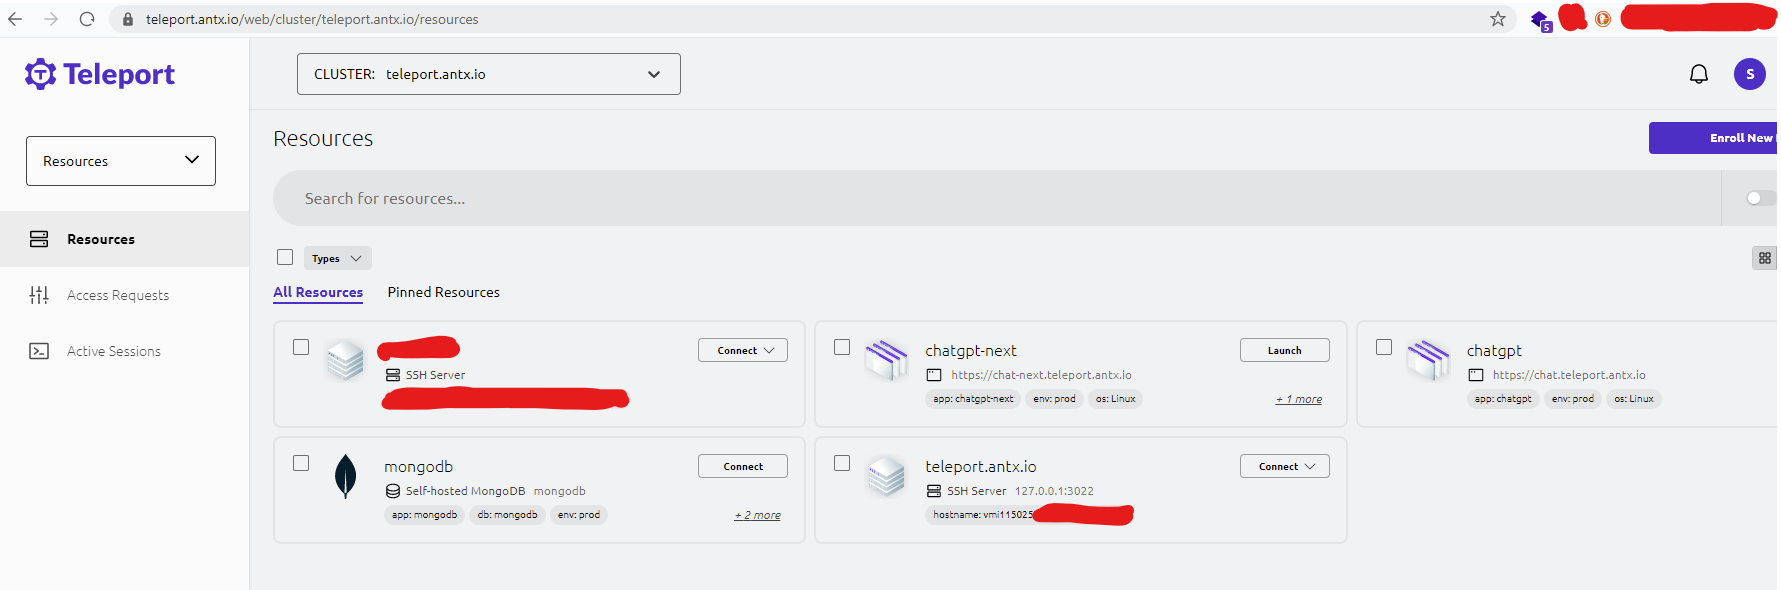 teleport.antx.io/web/cluster/teleport.antx.io/resources
5
Teleport
CLUSTER: teleport.antx.io
S
Resources
Resources
Enroll New
Search for resources...
Resources
Types
Access Requests
All Resources Pinned Resources
Active Sessions
Connect
SSH Server
chatgpt-next
Launch
https://chat-next.teleport.antx.io
app: chatgpt-next env: prod os: Linux
+ 1 more
chatgpt
https://chat.teleport.antx.io
app: chatgpt env: prod os: Linux
mongodb
Connect
Self-hosted MongoDB mongodb
app: mongodb db: mongodb env: prod
+ 2 more
teleport.antx.io
Connect
SSH Server 127.0.0.1:3022
hostname: vmi115025